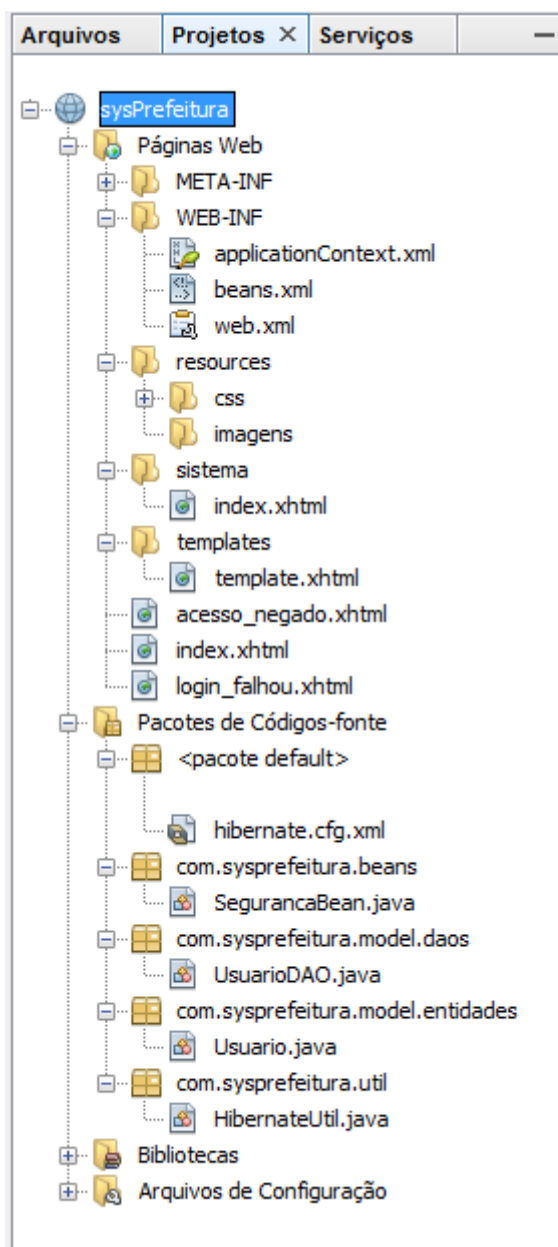 Arquivos Projetos × Serviços
sysPrefeitura
Páginas Web
META-INF
WEB-INF
applicationContext.xml
beans.xml
web.xml
resources
css
imagens
sistema
index.xhtml
templates
template.xhtml
acesso_negado.xhtml
index.xhtml
login_falhou.xhtml
Pacotes de Códigos-fonte
<pacote default>
hibernate.cfg.xml
com.sysprefeitura.beans
SegurancaBean.java
com.sysprefeitura.model.daos
UsuarioDAO.java
com.sysprefeitura.model.entidades
Usuario.java
com.sysprefeitura.util
HibernateUtil.java
Bibliotecas
Arquivos de Configuração